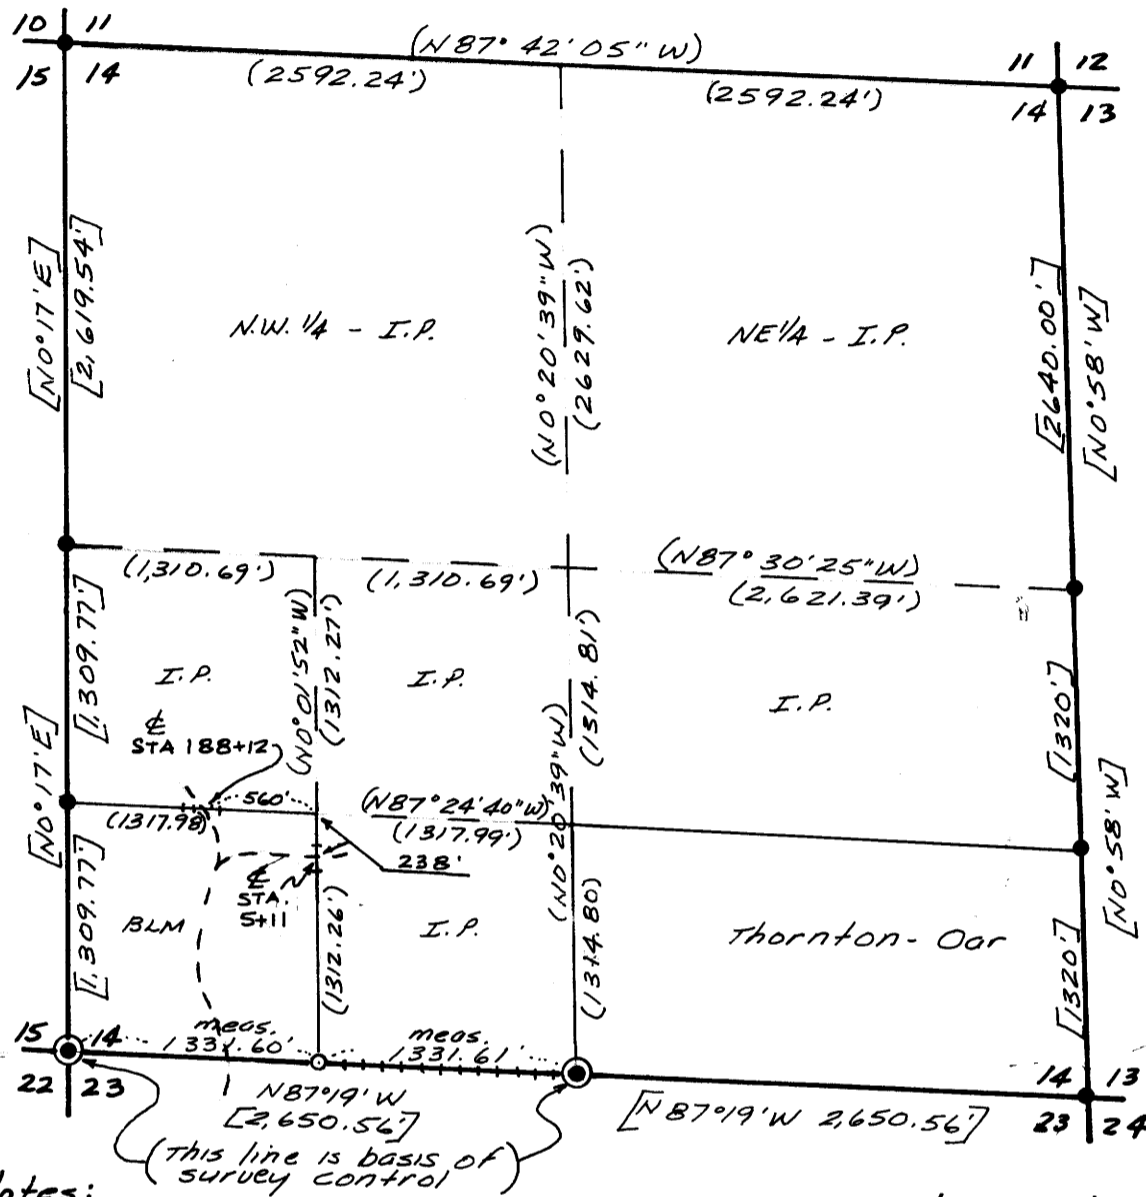 10 11
(N87° 42' 05" W)
11 12
15 14
(2592.24')
(2592.24')
14 13
[N0°17'E]
[2,619.54']
N.W. 1/4 - I.P.
(N0°20'39"W)
(2629.62')
NE1/4 - I.P.
[2640.00']
[N0°58'W]
(1,310.69')
(1,310.69')
(N87° 30'25"W)
(2,621.39')
[1,309.77']
I.P.
(N0°01'52"W)
(1312.27')
I.P.
(1314.81')
I.P.
[1320']
℄
STA 188+12
[N0°17'E]
560'
(N87°24'40"W)
(1317.98)
(1317.99')
238'
(N0°20'39"W)
[N0°58'W]
℄
STA.
5+11
[1,309.77']
BLM
(1312.26')
I.P.
(1314.80)
Thornton - Oar
[1320']
15 14
meas.
1331.60'
meas.
1331.61'
14 13
22 23
N87°19'W
[2,650.56']
[N87°19'W 2,650.56']
23 24
(This line is basis of
survey control)